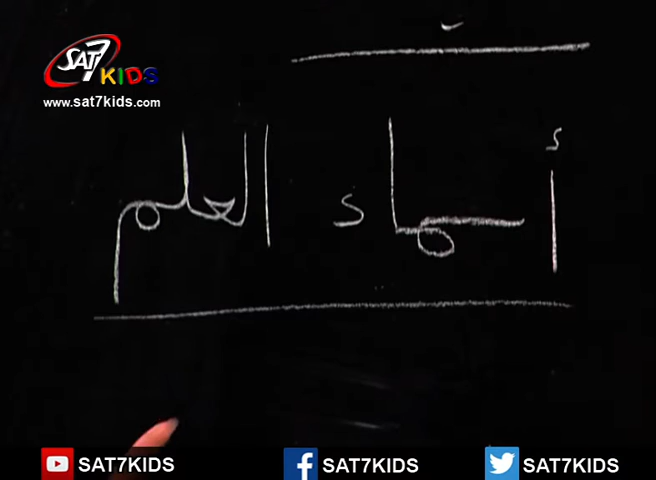 SAT7 KIDS
www.sat7kids.com
أسماء العلم
SAT7KIDS SAT7KIDS SAT7KIDS